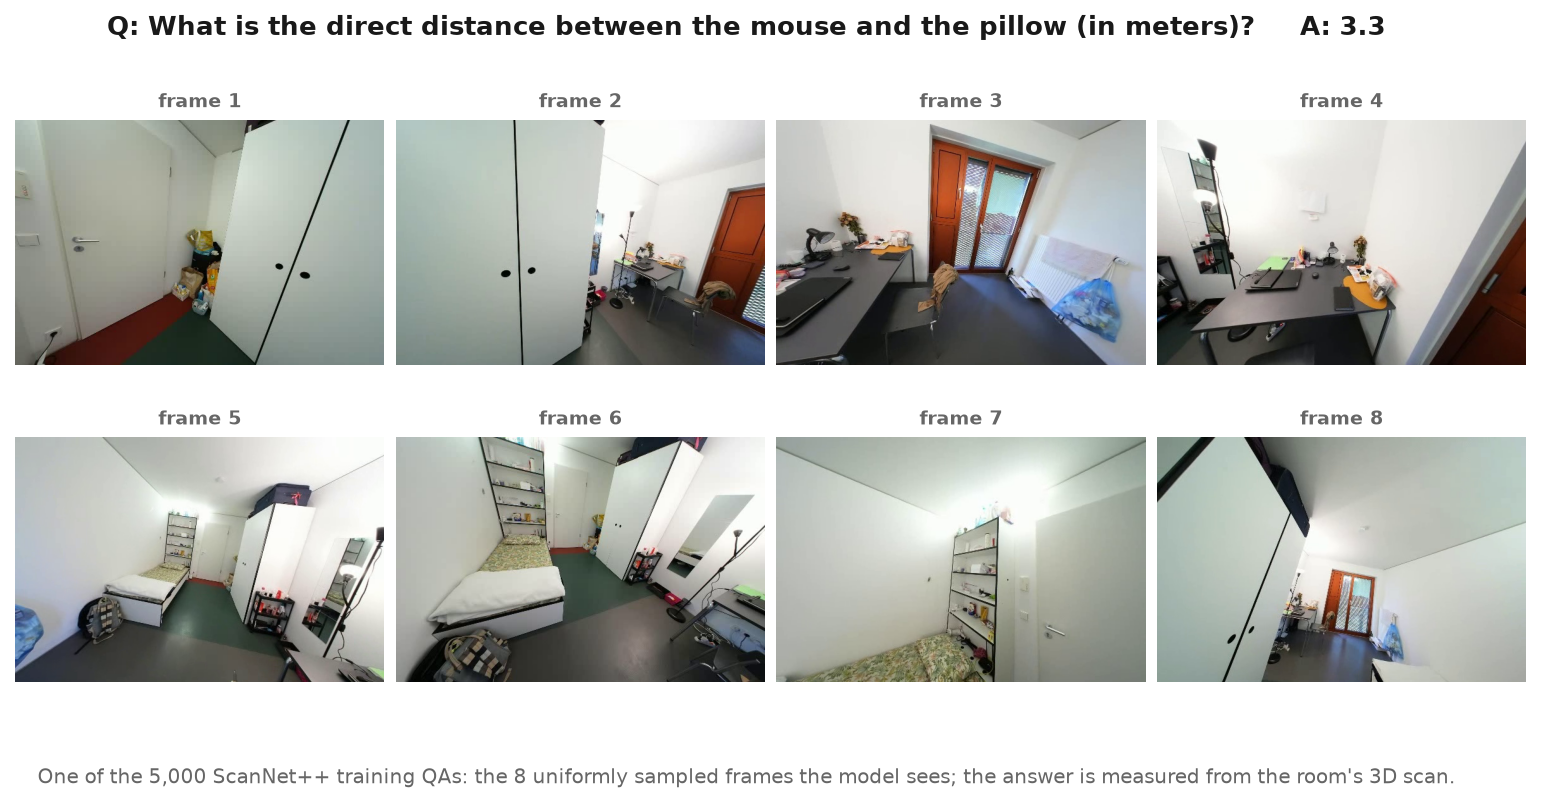 Q: What is the direct distance between the mouse and the pillow (in meters)? A: 3.3
frame 1
frame 2
frame 3
frame 4
frame 5
frame 6
frame 7
frame 8
One of the 5,000 ScanNet++ training QAs: the 8 uniformly sampled frames the model sees; the answer is measured from the room's 3D scan.